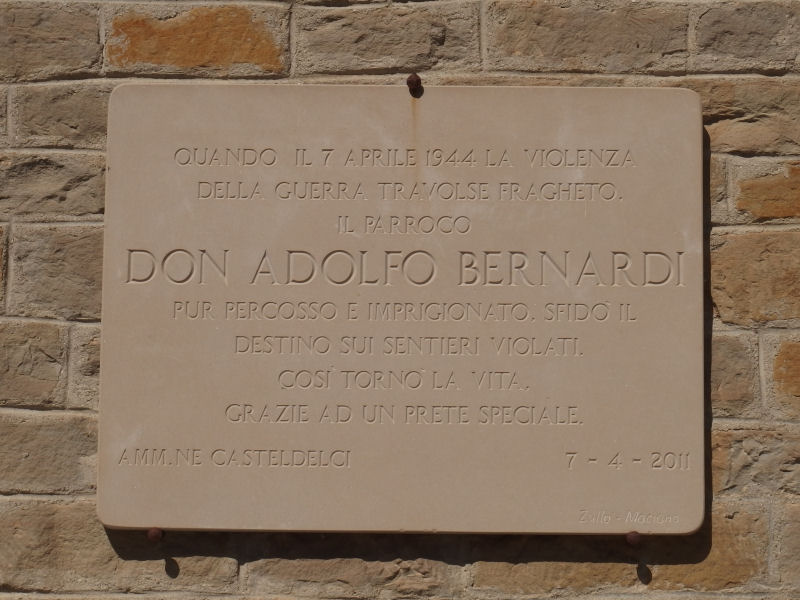 QUANDO IL 7 APRILE 1944 LA VIOLENZA
DELLA GUERRA TRAVOLSE FRAGHETO,
IL PARROCO
DON ADOLFO BERNARDI
PUR PERCOSSO E IMPRIGIONATO, SFIDÒ IL
DESTINO SUI SENTIERI VIOLATI.
COSÌ TORNÒ LA VITA,
GRAZIE AD UN PRETE SPECIALE.
AMM.NE CASTELDELCI 7 - 4 - 2011
Zullo - Maciano